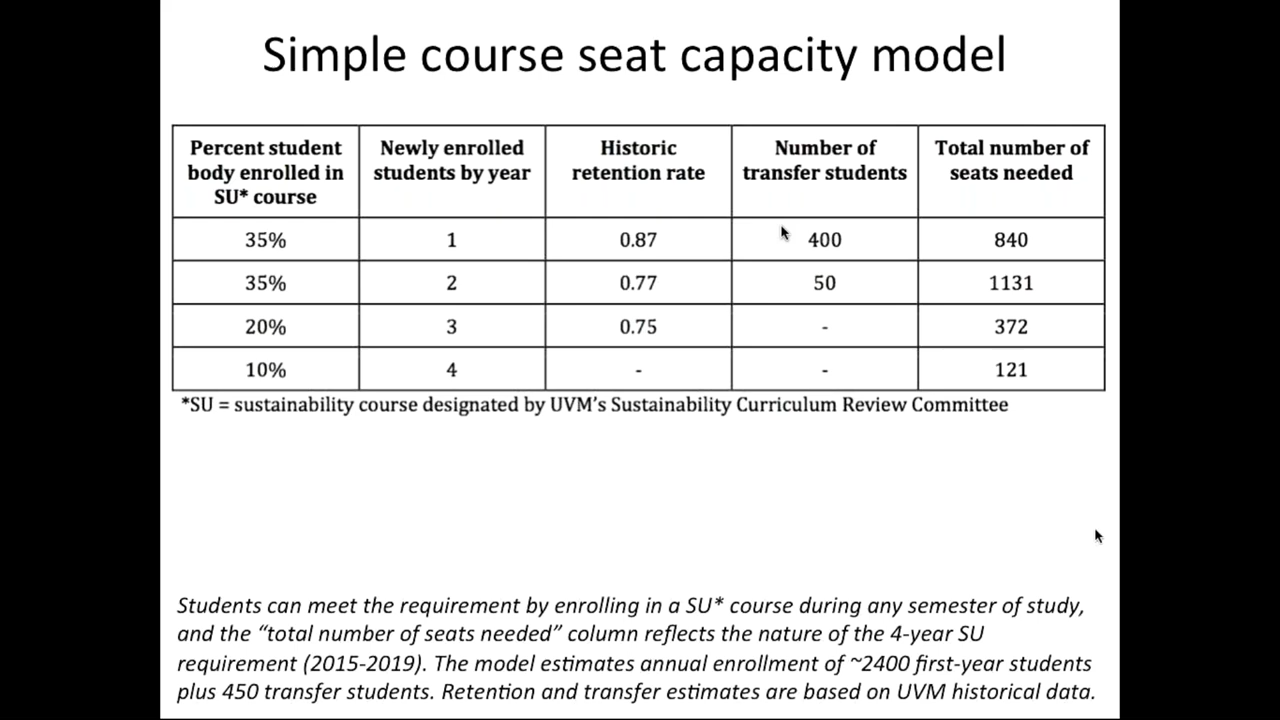 Simple course seat capacity model
Percent student body enrolled in SU* course | Newly enrolled students by year | Historic retention rate | Number of transfer students | Total number of seats needed
35% | 1 | 0.87 | 400 | 840
35% | 2 | 0.77 | 50 | 1131
20% | 3 | 0.75 | - | 372
10% | 4 | - | - | 121
*SU = sustainability course designated by UVM's Sustainability Curriculum Review Committee
Students can meet the requirement by enrolling in a SU* course during any semester of study,
and the “total number of seats needed” column reflects the nature of the 4-year SU
requirement (2015-2019). The model estimates annual enrollment of ~2400 first-year students
plus 450 transfer students. Retention and transfer estimates are based on UVM historical data.